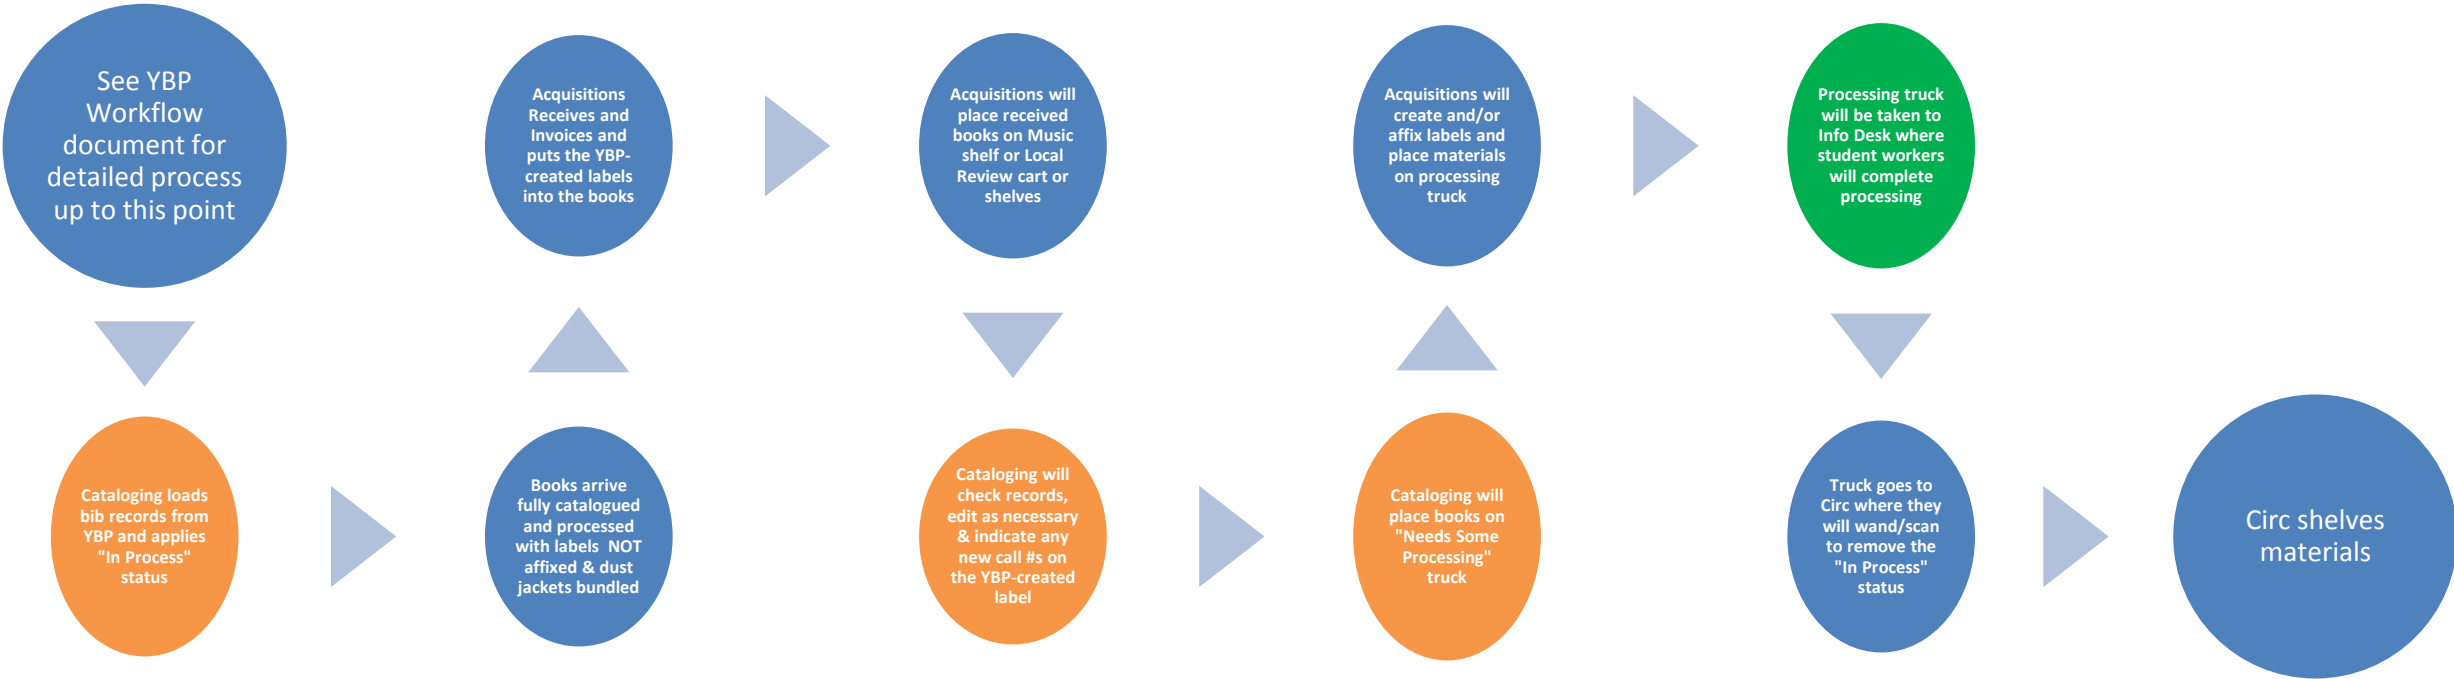 See YBP
Workflow
document for
detailed process
up to this point
Cataloging loads
bib records from
YBP and applies
"In Process"
status
Books arrive
fully catalogued
and processed
with labels  NOT
affixed & dust
jackets bundled
Acquisitions
Receives and
Invoices and
puts the YBP-
created labels
into the books
Acquisitions will
place received
books on Music
shelf or Local
Review cart or
shelves
Cataloging will
check records,
edit as necessary
& indicate any
new call #s on
the YBP-created
label
Cataloging will
place books on
"Needs Some
Processing"
truck
Acquisitions will
create and/or
affix labels and
place materials
on processing
truck
Processing truck
will be taken to
Info Desk where
student workers
will complete
processing
Truck goes to
Circ where they
will wand/scan
to remove the
"In Process"
status
Circ shelves
materials